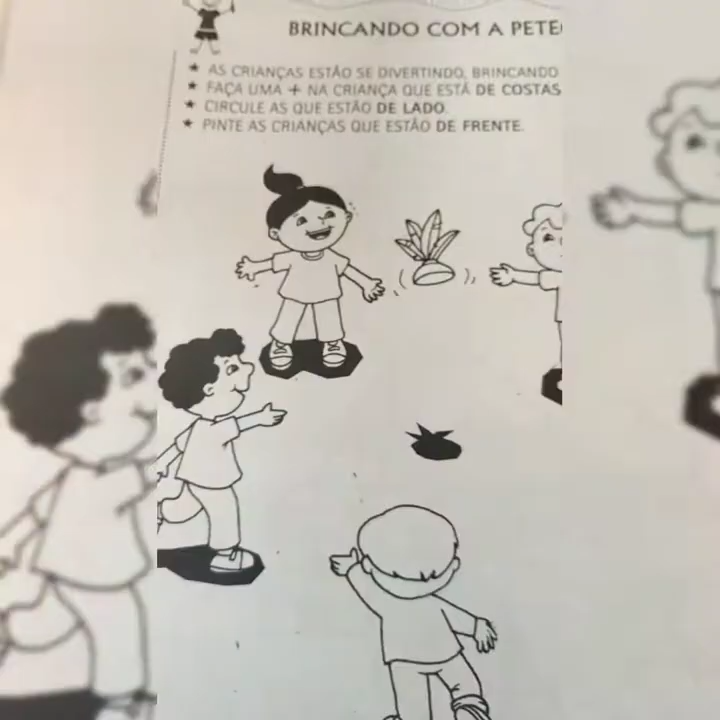 BRINCANDO COM A
★ AS CRIANÇAS ESTÃO SE DIVERTINDO, BRINCANDO
★ FAÇA UMA + NA CRIANÇA QUE ESTÁ DE COSTAS
★ CIRCULE AS QUE ESTÃO DE LADO.
★ PINTE AS CRIANÇAS QUE ESTÃO DE FRENTE.